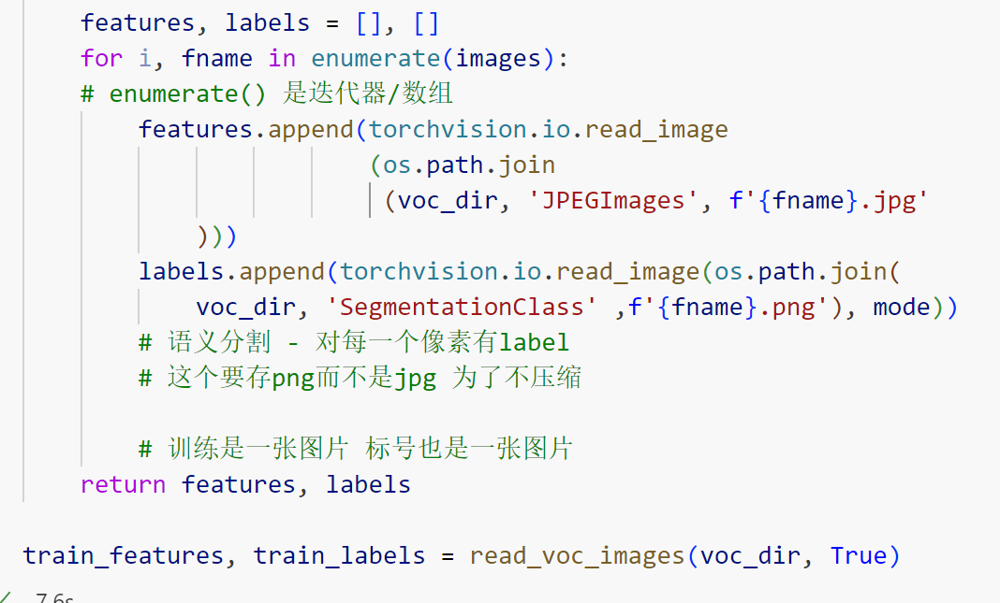 features, labels = [], []
for i, fname in enumerate(images):
# enumerate() 是迭代器/数组
features.append(torchvision.io.read_image
(os.path.join
(voc_dir, 'JPEGImages', f'{fname}.jpg'
)))
labels.append(torchvision.io.read_image(os.path.join(
voc_dir, 'SegmentationClass' ,f'{fname}.png'), mode))
# 语义分割 - 对每一个像素有label
# 这个要存png而不是jpg 为了不压缩
# 训练是一张图片 标号也是一张图片
return features, labels
train_features, train_labels = read_voc_images(voc_dir, True)
7.6s